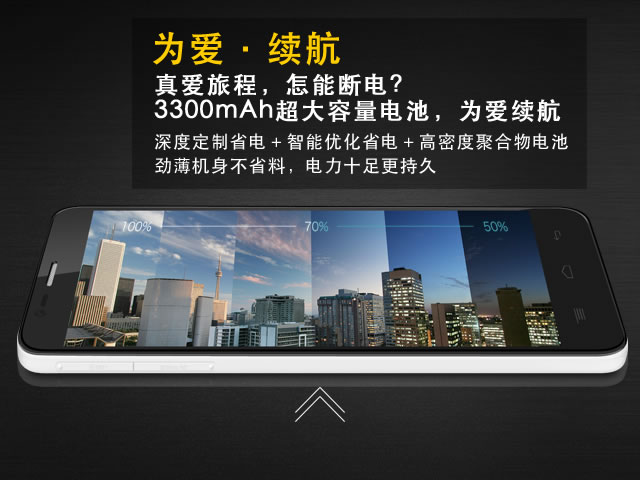 为爱·续航
真爱旅程，怎能断电？
3300mAh超大容量电池，为爱续航
深度定制省电＋智能优化省电＋高密度聚合物电池
劲薄机身不省料，电力十足更持久
100% 70% 50%